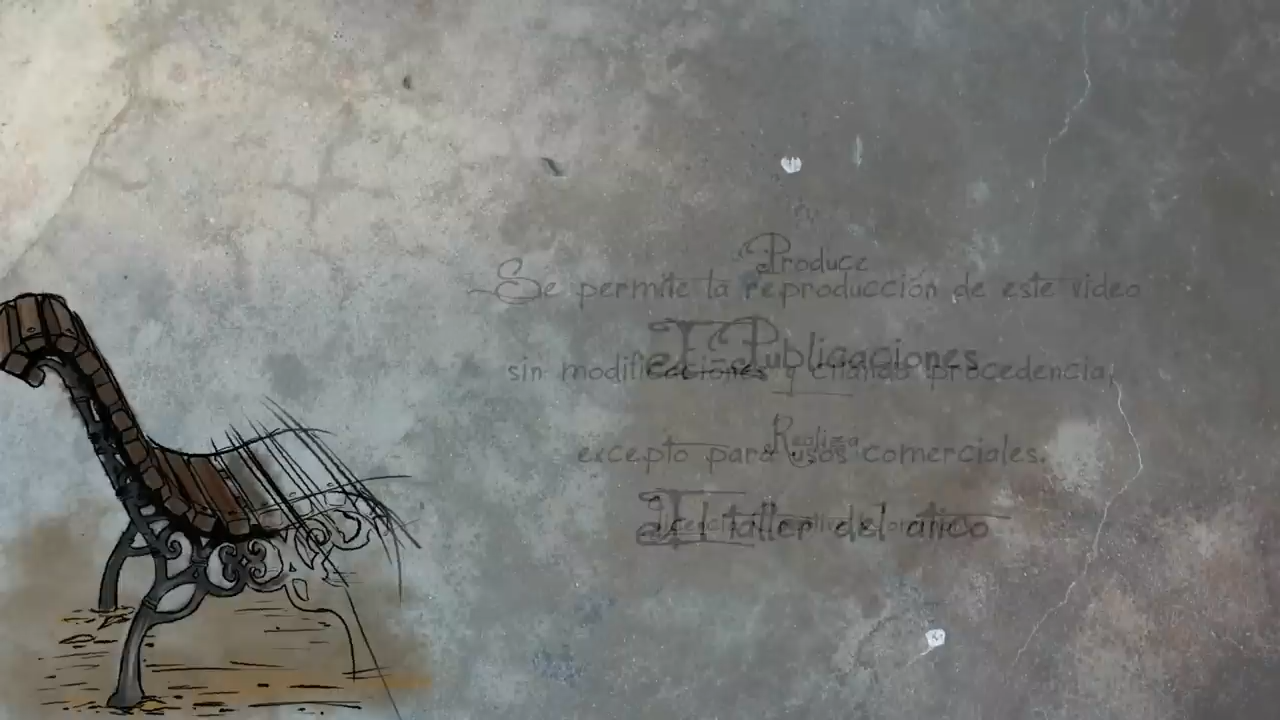 Produce
Se permite la reproducción de este video
Publicaciones
sin modificaciones y citando procedencia,
Realiza
excepto para usos comerciales.
El taller del ático